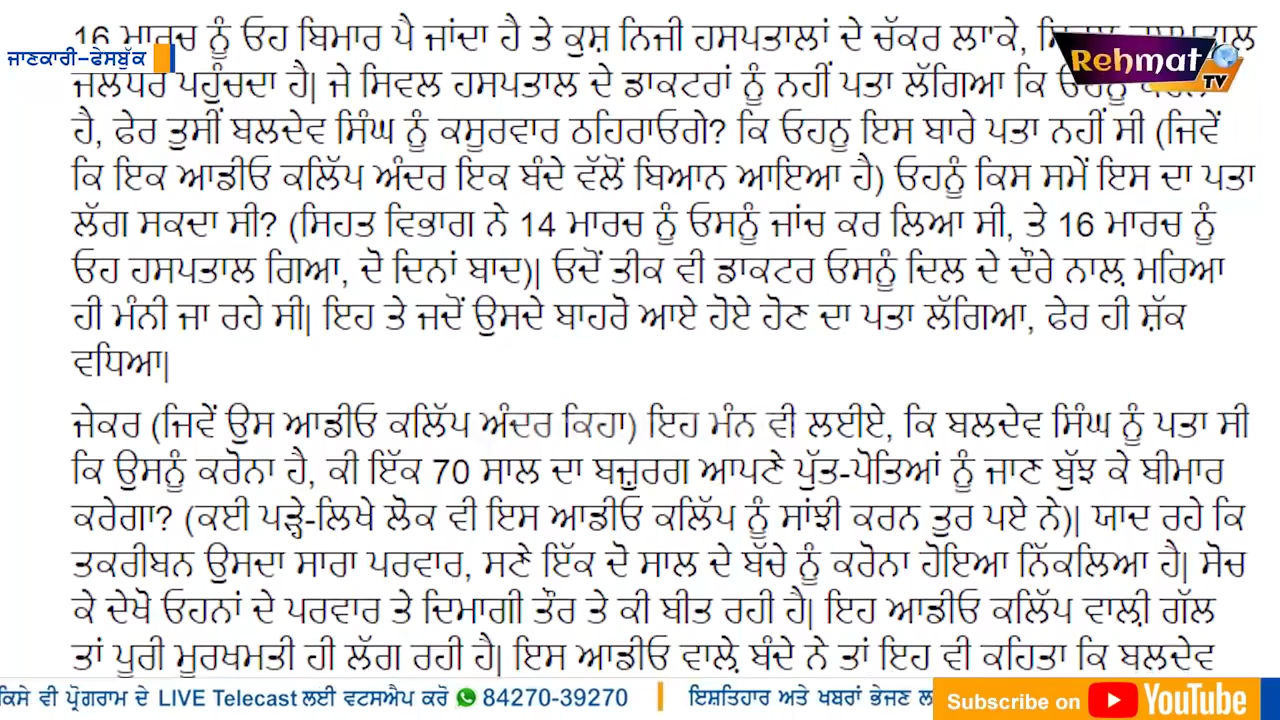 16 ਮਾਰਚ ਨੂੰ ਓਹ ਬਿਮਾਰ ਪੈ ਜਾਂਦਾ ਹੈ ਤੇ ਕੁਸ਼ ਨਿਜੀ ਹਸਪਤਾਲਾਂ ਦੇ ਚੱਕਰ ਲਾ'ਕੇ,
ਜਾਣਕਾਰੀ-ਫੇਸਬੁੱਕ
Rehmat TV
ਪਹੁੰਚਦਾ ਹੈ| ਜੇ ਸਿਵਲ ਹਸਪਤਾਲ ਦੇ ਡਾਕਟਰਾਂ ਨੂੰ ਨਹੀਂ ਪਤਾ ਲੱਗਿਆ ਕਿ
ਹੈ, ਫੇਰ ਤੁਸੀਂ ਬਲਦੇਵ ਸਿੰਘ ਨੂੰ ਕਸੂਰਵਾਰ ਠਹਿਰਾਓਗੇ? ਕਿ ਓਹਨੁ ਇਸ ਬਾਰੇ ਪਤਾ ਨਹੀਂ ਸੀ (ਜਿਵੇਂ
ਕਿ ਇਕ ਆਡੀਓ ਕਲਿੱਪ ਅੰਦਰ ਇਕ ਬੰਦੇ ਵੱਲੋਂ ਬਿਆਨ ਆਇਆ ਹੈ) ਓਹਨੂੰ ਕਿਸ ਸਮੇਂ ਇਸ ਦਾ ਪਤਾ
ਲੱਗ ਸਕਦਾ ਸੀ? (ਸਿਹਤ ਵਿਭਾਗ ਨੇ 14 ਮਾਰਚ ਨੂੰ ਓਸਨੂੰ ਜਾਂਚ ਕਰ ਲਿਆ ਸੀ, ਤੇ 16 ਮਾਰਚ ਨੂੰ
ਓਹ ਹਸਪਤਾਲ ਗਿਆ, ਦੋ ਦਿਨਾਂ ਬਾਦ)| ਓਦੋਂ ਤੀਕ ਵੀ ਡਾਕਟਰ ਓਸਨੂੰ ਦਿਲ ਦੇ ਦੌਰੇ ਨਾਲ਼ ਮਰਿਆ
ਹੀ ਮੰਨੀ ਜਾ ਰਹੇ ਸੀ| ਇਹ ਤੇ ਜਦੋਂ ਉਸਦੇ ਬਾਹਰੋ ਆਏ ਹੋਏ ਹੋਣ ਦਾ ਪਤਾ ਲੱਗਿਆ, ਫੇਰ ਹੀ ਸ਼ੱਕ
ਵਧਿਆ|
ਜੇਕਰ (ਜਿਵੇਂ ਉਸ ਆਡੀਓ ਕਲਿੱਪ ਅੰਦਰ ਕਿਹਾ) ਇਹ ਮੰਨ ਵੀ ਲਈਏ, ਕਿ ਬਲਦੇਵ ਸਿੰਘ ਨੂੰ ਪਤਾ ਸੀ
ਕਿ ਉਸਨੂੰ ਕਰੋਨਾ ਹੈ, ਕੀ ਇੱਕ 70 ਸਾਲ ਦਾ ਬਜ਼ੁਰਗ ਆਪਣੇ ਪੁੱਤ-ਪੋਤਿਆਂ ਨੂੰ ਜਾਣ ਬੁੱਝ ਕੇ ਬੀਮਾਰ
ਕਰੇਗਾ? (ਕਈ ਪੜ੍ਹੇ-ਲਿਖੇ ਲੋਕ ਵੀ ਇਸ ਆਡੀਓ ਕਲਿੱਪ ਨੂੰ ਸਾਂਝੀ ਕਰਨ ਤੁਰ ਪਏ ਨੇ)| ਯਾਦ ਰਹੇ ਕਿ
ਤਕਰੀਬਨ ਉਸਦਾ ਸਾਰਾ ਪਰਵਾਰ, ਸਣੇ ਇੱਕ ਦੋ ਸਾਲ ਦੇ ਬੱਚੇ ਨੂੰ ਕਰੋਨਾ ਹੋਇਆ ਨਿੱਕਲਿਆ ਹੈ| ਸੋਚ
ਕੇ ਦੇਖੋ ਓਹਨਾਂ ਦੇ ਪਰਵਾਰ ਤੇ ਦਿਮਾਗੀ ਤੌਰ ਤੇ ਕੀ ਬੀਤ ਰਹੀ ਹੈ| ਇਹ ਆਡੀਓ ਕਲਿੱਪ ਵਾਲ਼ੀ ਗੱਲ
ਤਾਂ ਪੂਰੀ ਮੂਰਖਮਤੀ ਹੀ ਲੱਗ ਰਹੀ ਹੈ| ਇਸ ਆਡੀਓ ਵਾਲ਼ੇ ਬੰਦੇ ਨੇ ਤਾਂ ਇਹ ਵੀ ਕਹਿਤਾ ਕਿ ਬਲਦੇਵ
ਕਿਸੇ ਵੀ ਪ੍ਰੋਗਰਾਮ ਦੇ LIVE Telecast ਲਈ ਵਟਸਐਪ ਕਰੋ 84270-39270 ਇਸ਼ਤਿਹਾਰ ਅਤੇ ਖਬਰਾਂ ਭੇਜਣ
Subscribe on YouTube